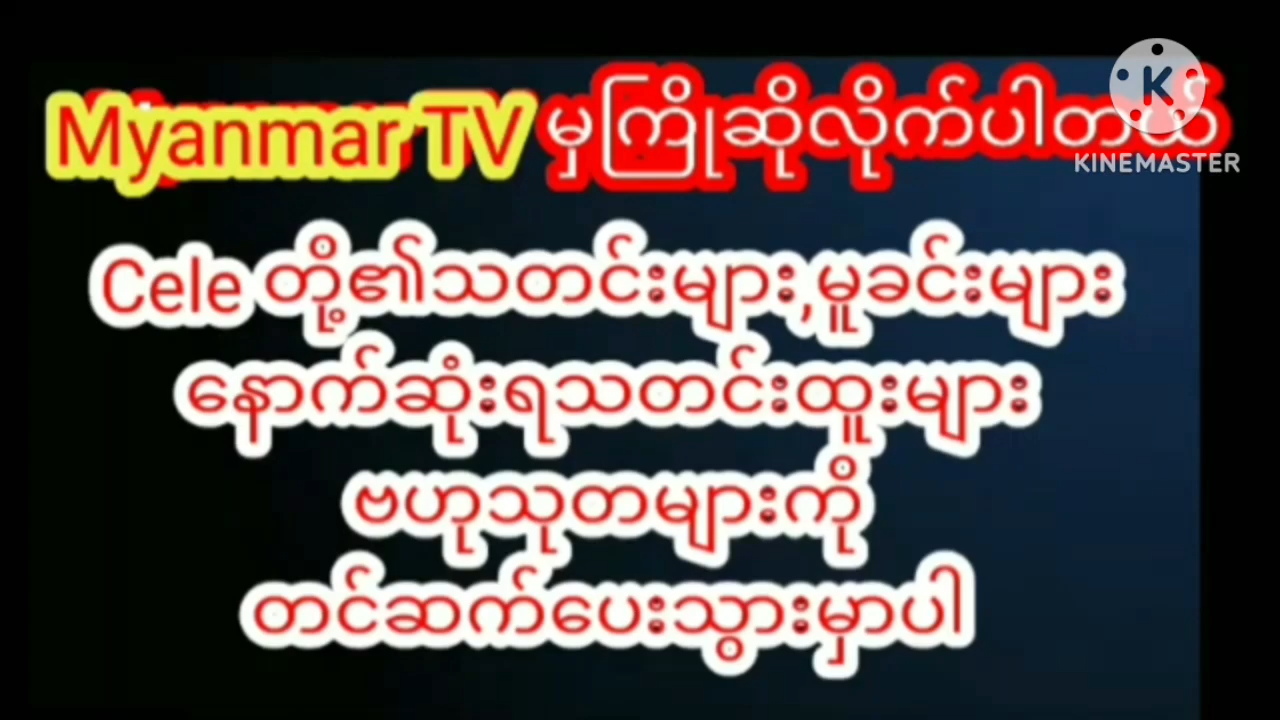 Myanmar TV မှကြိုဆိုလိုက်ပါတယ်
KINEMASTER
Cele တို့၏သတင်းများ,မူခင်းများ
နောက်ဆုံးရသတင်းထူးများ
ဗဟုသုတများကို
တင်ဆက်ပေးသွားမှာပါ